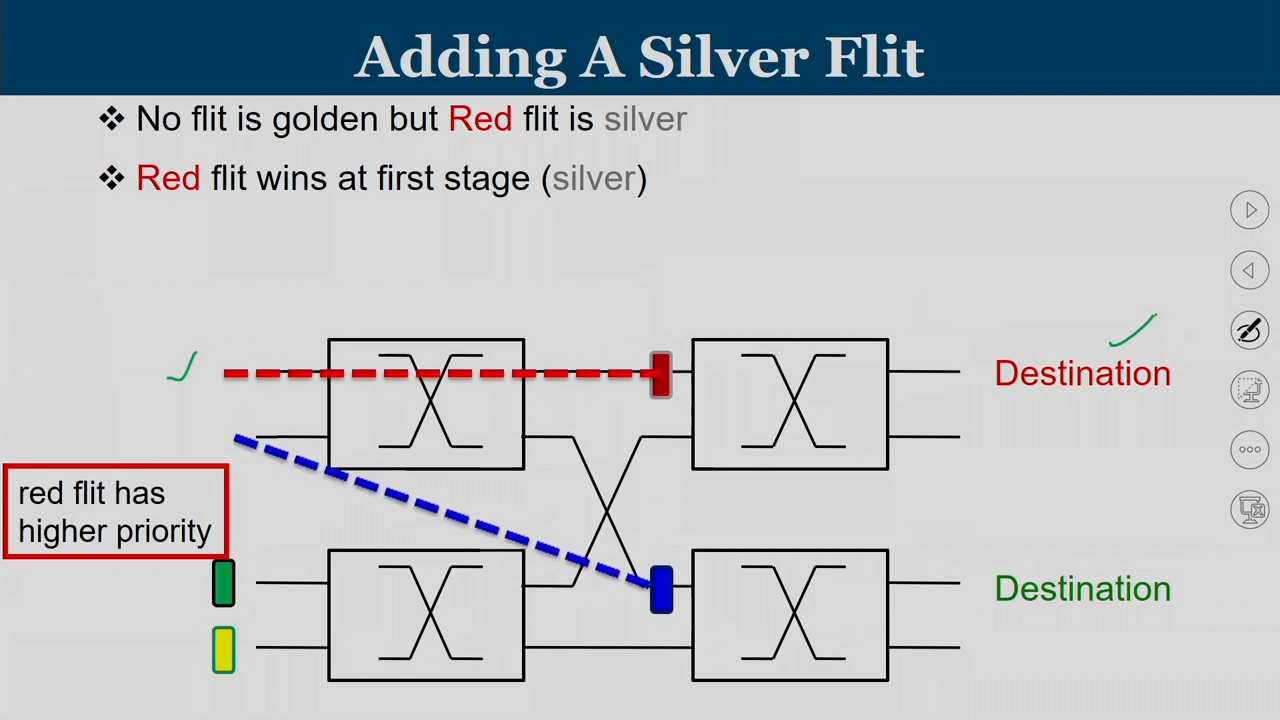 Adding A Silver Flit
❖ No flit is golden but Red flit is silver
❖ Red flit wins at first stage (silver)
Destination
red flit has
higher priority
Destination